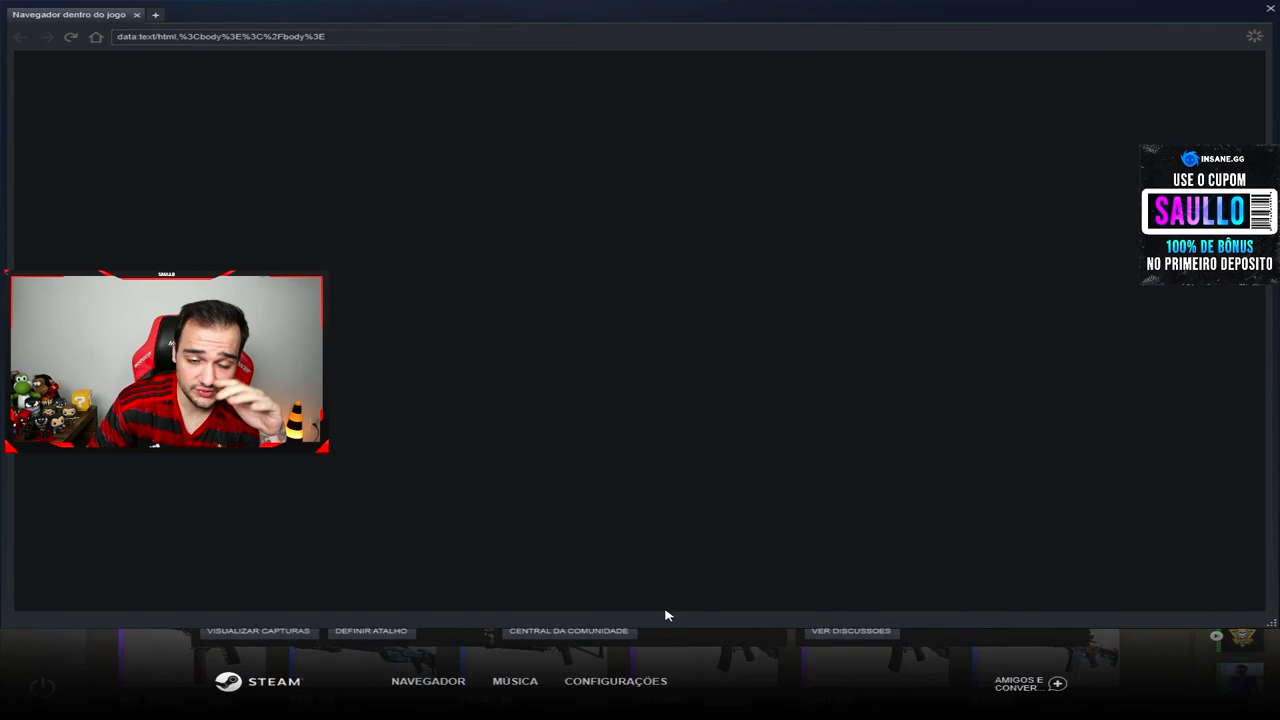 Navegador dentro do jogo
data:text/html,%3Cbody%3E%3C%2Fbody%3E
INSANE.GG
USE O CUPOM
SAULLO
100% DE BÔNUS
NO PRIMEIRO DEPOSITO
SAULLO
VISUALIZAR CAPTURAS
DEFINIR ATALHO
CENTRAL DA COMUNIDADE
VER DISCUSSÕES
STEAM
NAVEGADOR
MÚSICA
CONFIGURAÇÕES
AMIGOS E
CONVER...